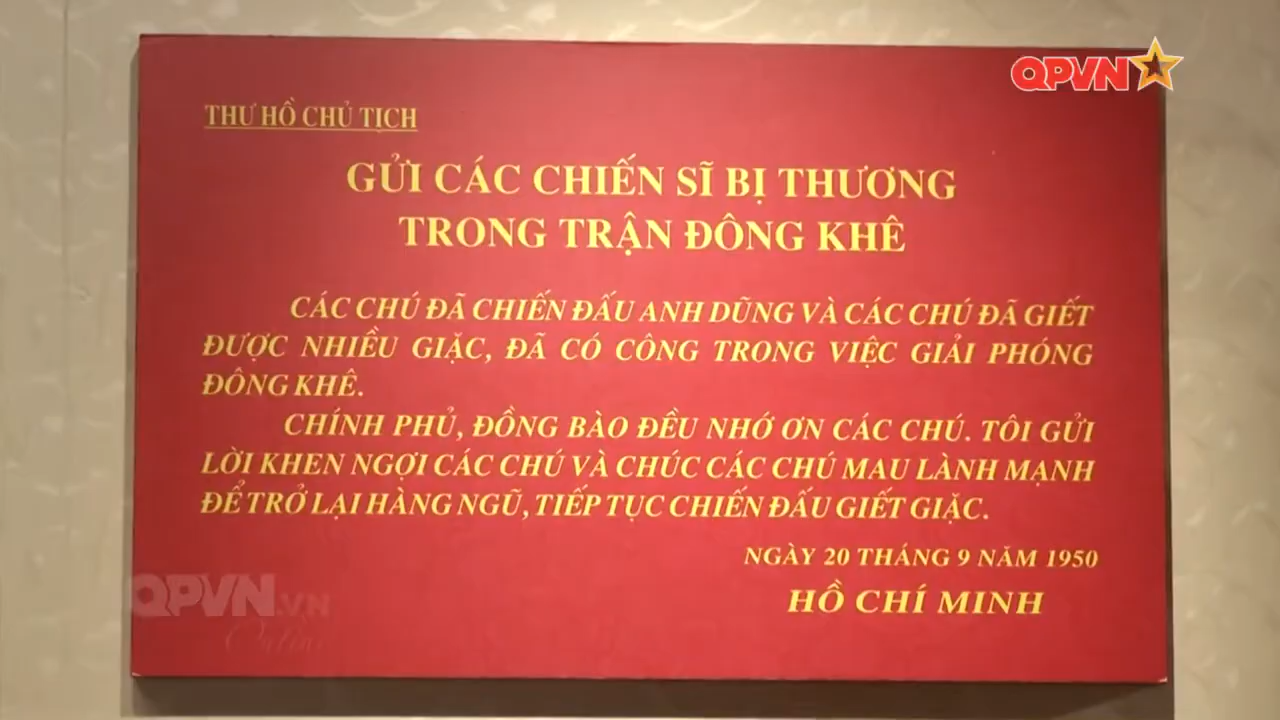 QPVN
THƯ HỒ CHỦ TỊCH
GỬI CÁC CHIẾN SĨ BỊ THƯƠNG
TRONG TRẬN ĐÔNG KHÊ
CÁC CHÚ ĐÃ CHIẾN ĐẤU ANH DŨNG VÀ CÁC CHÚ ĐÃ GIẾT
ĐƯỢC NHIỀU GIẶC, ĐÃ CÓ CÔNG TRONG VIỆC GIẢI PHÓNG
ĐÔNG KHÊ.
CHÍNH PHỦ, ĐỒNG BÀO ĐỀU NHỚ ƠN CÁC CHÚ. TÔI GỬI
LỜI KHEN NGỢI CÁC CHÚ VÀ CHÚC CÁC CHÚ MAU LÀNH MẠNH
ĐỂ TRỞ LẠI HÀNG NGŨ, TIẾP TỤC CHIẾN ĐẤU GIẾT GIẶC.
NGÀY 20 THÁNG 9 NĂM 1950
HỒ CHÍ MINH
QPVN.VN
Online